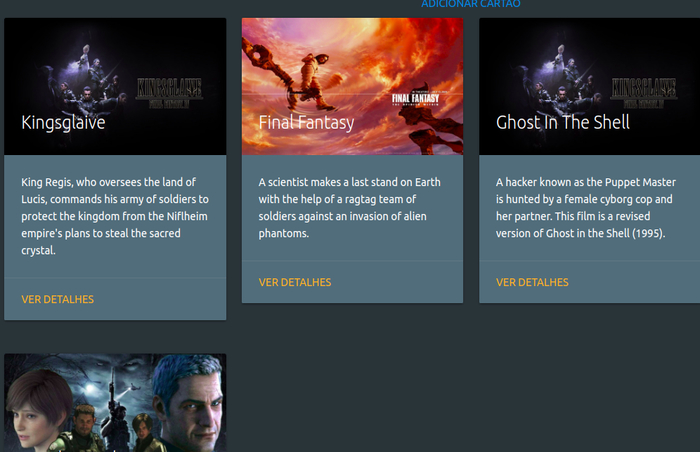 ADICIONAR CARTAO
KINGSGLAIVE
FINAL FANTASY XV
Kingsglaive
FINAL FANTASY
Final Fantasy
KINGSGLAIVE
FINAL FANTASY XV
Ghost In The Shell
King Regis, who oversees the land of
Lucis, commands his army of soldiers to
protect the kingdom from the Niflheim
empire's plans to steal the sacred
crystal.
VER DETALHES
A scientist makes a last stand on Earth
with the help of a ragtag team of
soldiers against an invasion of alien
phantoms.
VER DETALHES
A hacker known as the Puppet Master
is hunted by a female cyborg cop and
her partner. This film is a revised
version of Ghost in the Shell (1995).
VER DETALHES